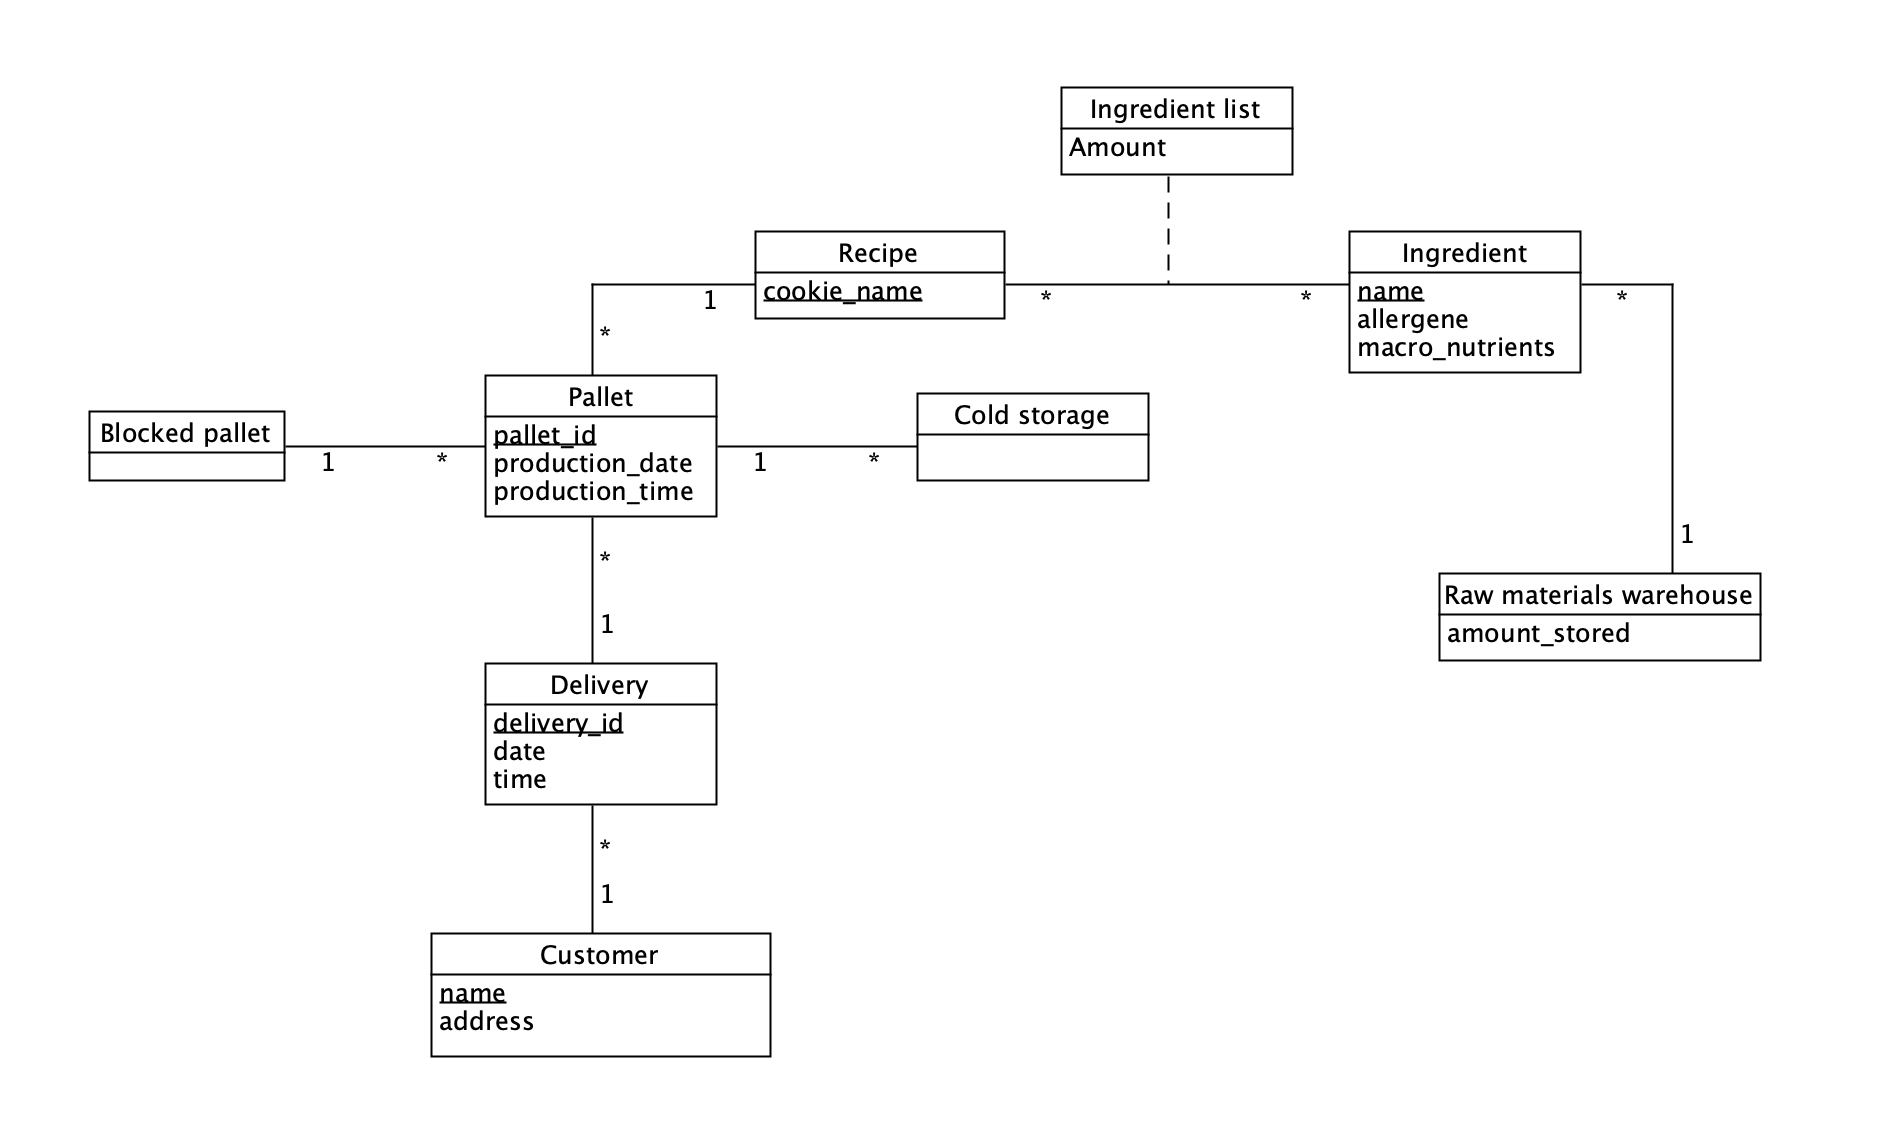 Ingredient list
Amount
Recipe
cookie_name
Ingredient
name
allergene
macro_nutrients
1
*
*
*
*
Pallet
pallet_id
production_date
production_time
Blocked pallet
Cold storage
1
*
1
*
1
*
1
Raw materials warehouse
amount_stored
Delivery
delivery_id
date
time
*
1
Customer
name
address